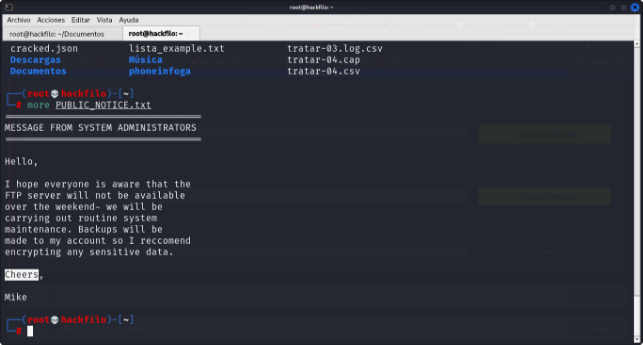 root@hackfilo: ~
Archivo Acciones Editar Vista Ayuda
root@hackfilo: ~/Documentos root@hackfilo: ~
cracked.json lista_example.txt tratar-03.log.csv
Descargas Música tratar-04.cap
Documentos phoneinfoga tratar-04.csv
(root💀hackfilo)-[~]
# more PUBLIC_NOTICE.txt
MESSAGE FROM SYSTEM ADMINISTRATORS
Hello,
I hope everyone is aware that the
FTP server will not be available
over the weekend- we will be
carrying out routine system
maintenance. Backups will be
made to my account so I reccomend
encrypting any sensitive data.
Cheers,
Mike
(root💀hackfilo)-[~]
#